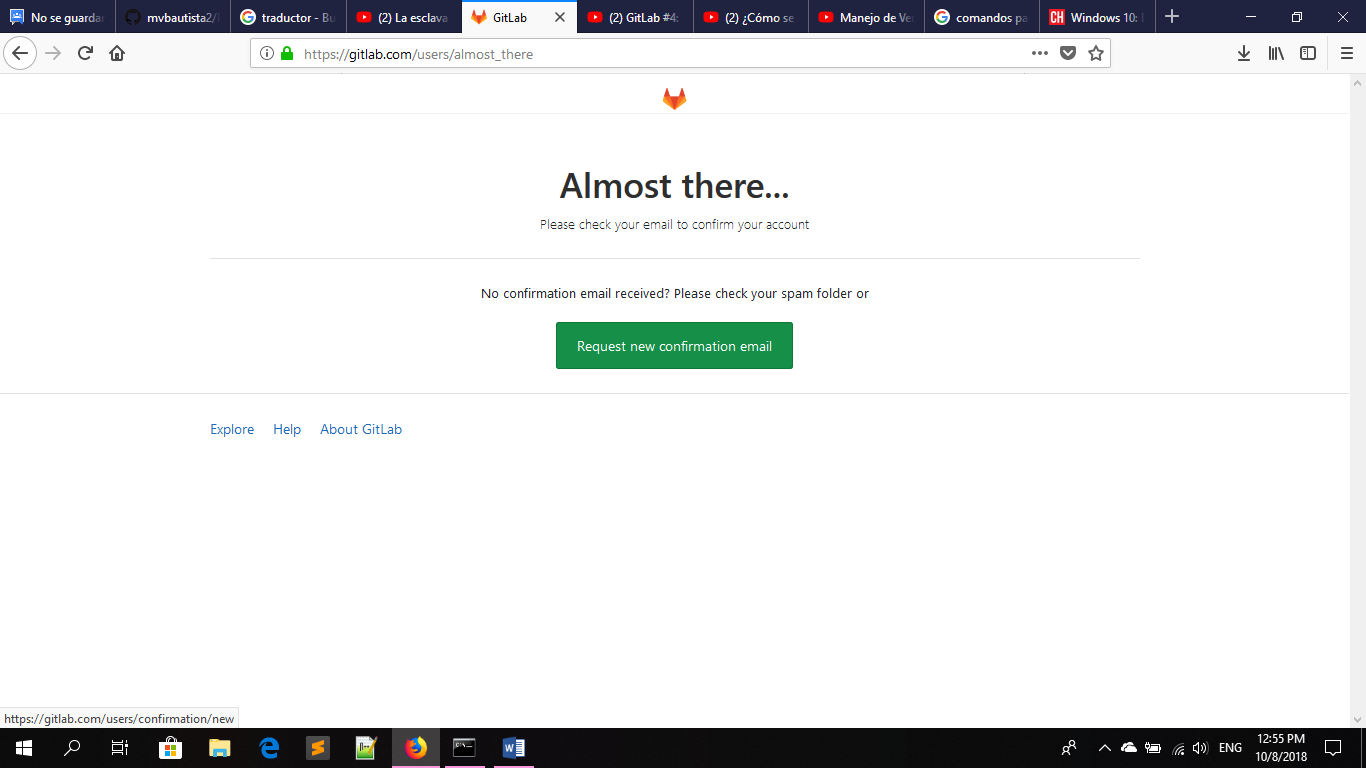 No se guardar
mvbautista2/
traductor - Bu
(2) La esclava
GitLab
(2) GitLab #4:
(2) ¿Cómo se
Manejo de Ve
comandos pa
CH Windows 10:
https://gitlab.com/users/almost_there
Almost there...
Please check your email to confirm your account
No confirmation email received? Please check your spam folder or
Request new confirmation email
Explore Help About GitLab
https://gitlab.com/users/confirmation/new
ENG
12:55 PM
10/8/2018